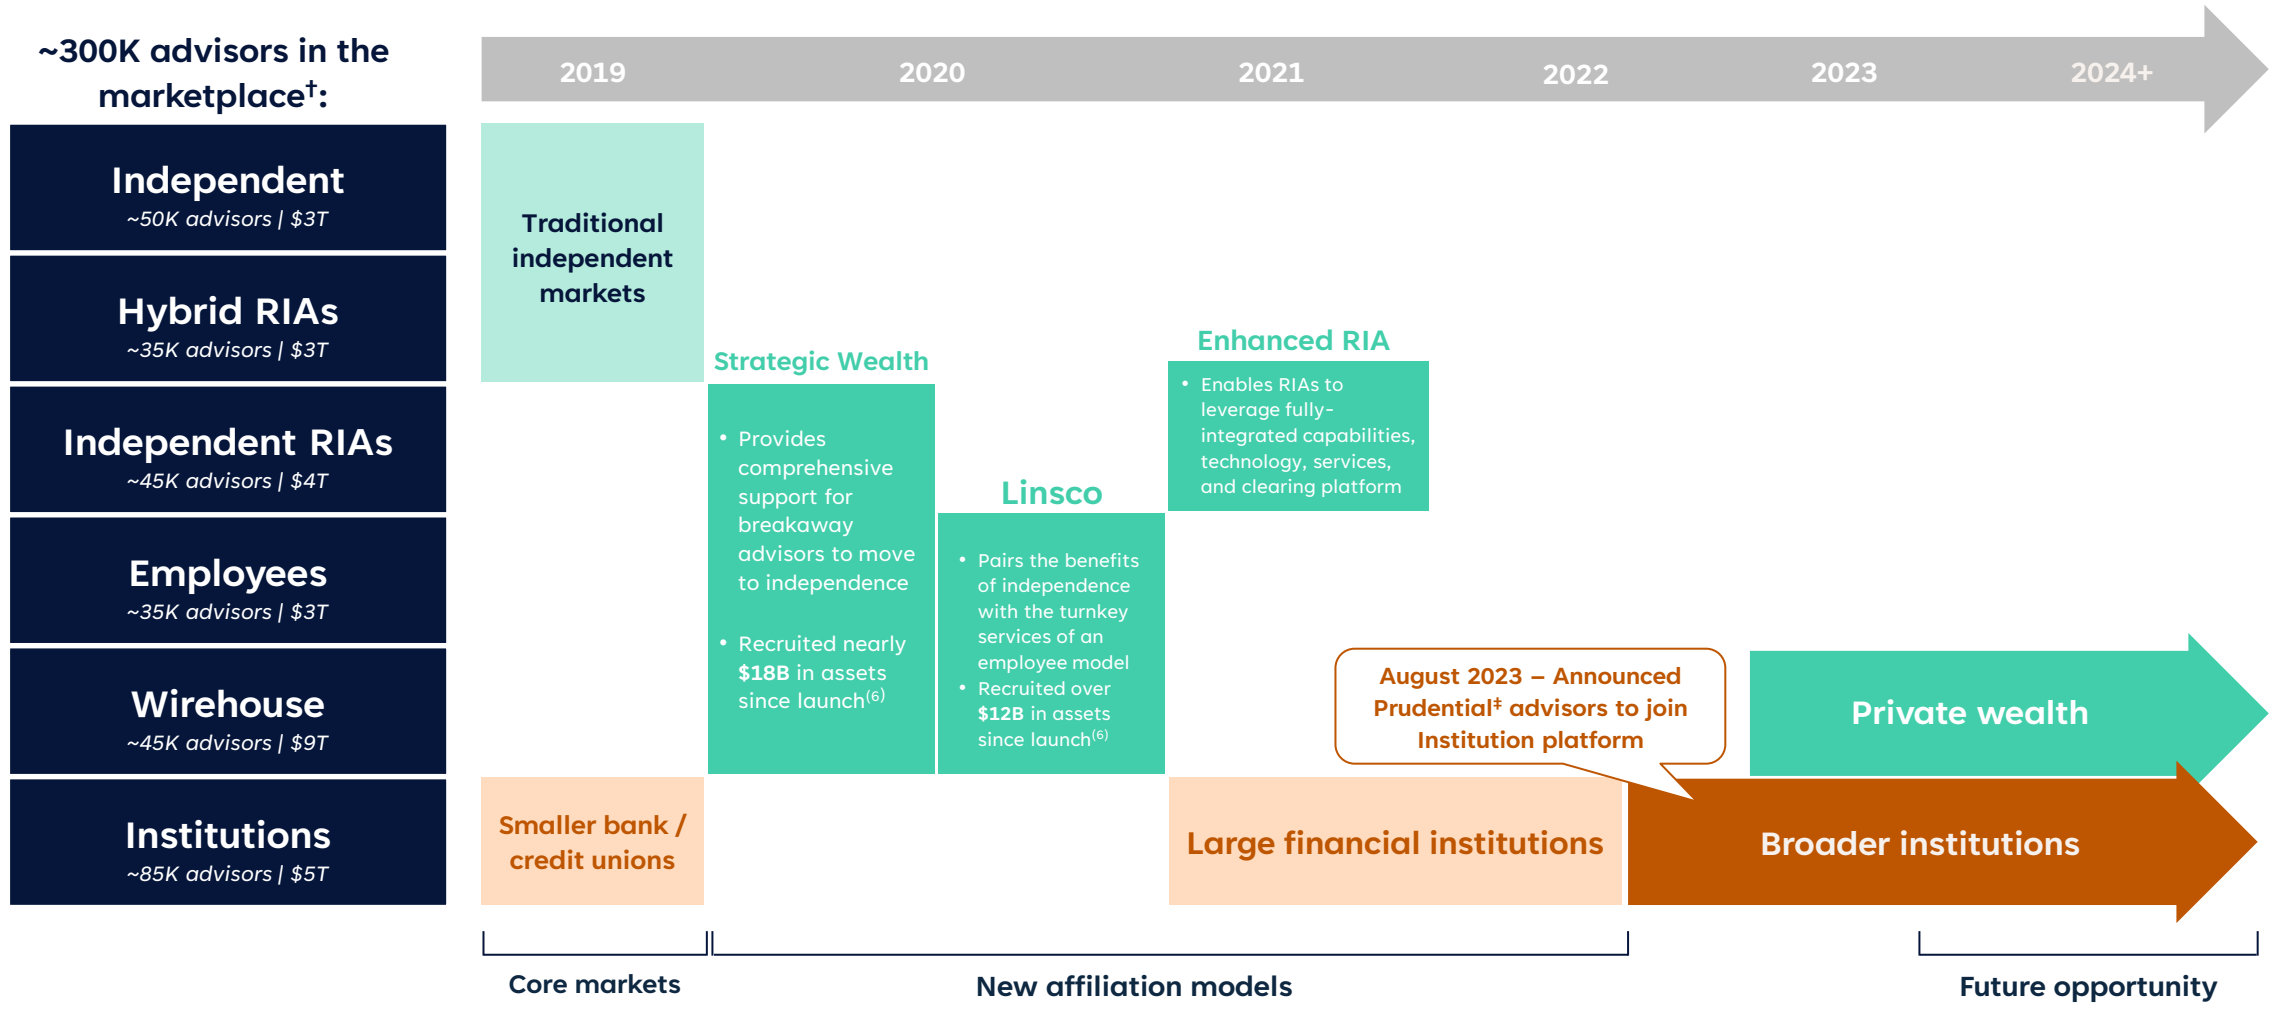 ~300K advisors in the
marketplace†:
2019
2020
2021
2022
2023
2024+
Independent
~50K advisors | $3T
Hybrid RIAs
~35K advisors | $3T
Independent RIAs
~45K advisors | $4T
Employees
~35K advisors | $3T
Wirehouse
~45K advisors | $9T
Institutions
~85K advisors | $5T
Traditional
independent
markets
Smaller bank /
credit unions
Strategic Wealth
• Provides
comprehensive
support for
breakaway
advisors to move
to independence
• Recruited nearly
$18B in assets
since launch(6)
Linsco
• Pairs the benefits
of independence
with the turnkey
services of an
employee model
• Recruited over
$12B in assets
since launch(6)
Enhanced RIA
• Enables RIAs to
leverage fully-
integrated capabilities,
technology, services,
and clearing platform
August 2023 – Announced
Prudential‡ advisors to join
Institution platform
Private wealth
Large financial institutions
Broader institutions
Core markets
New affiliation models
Future opportunity